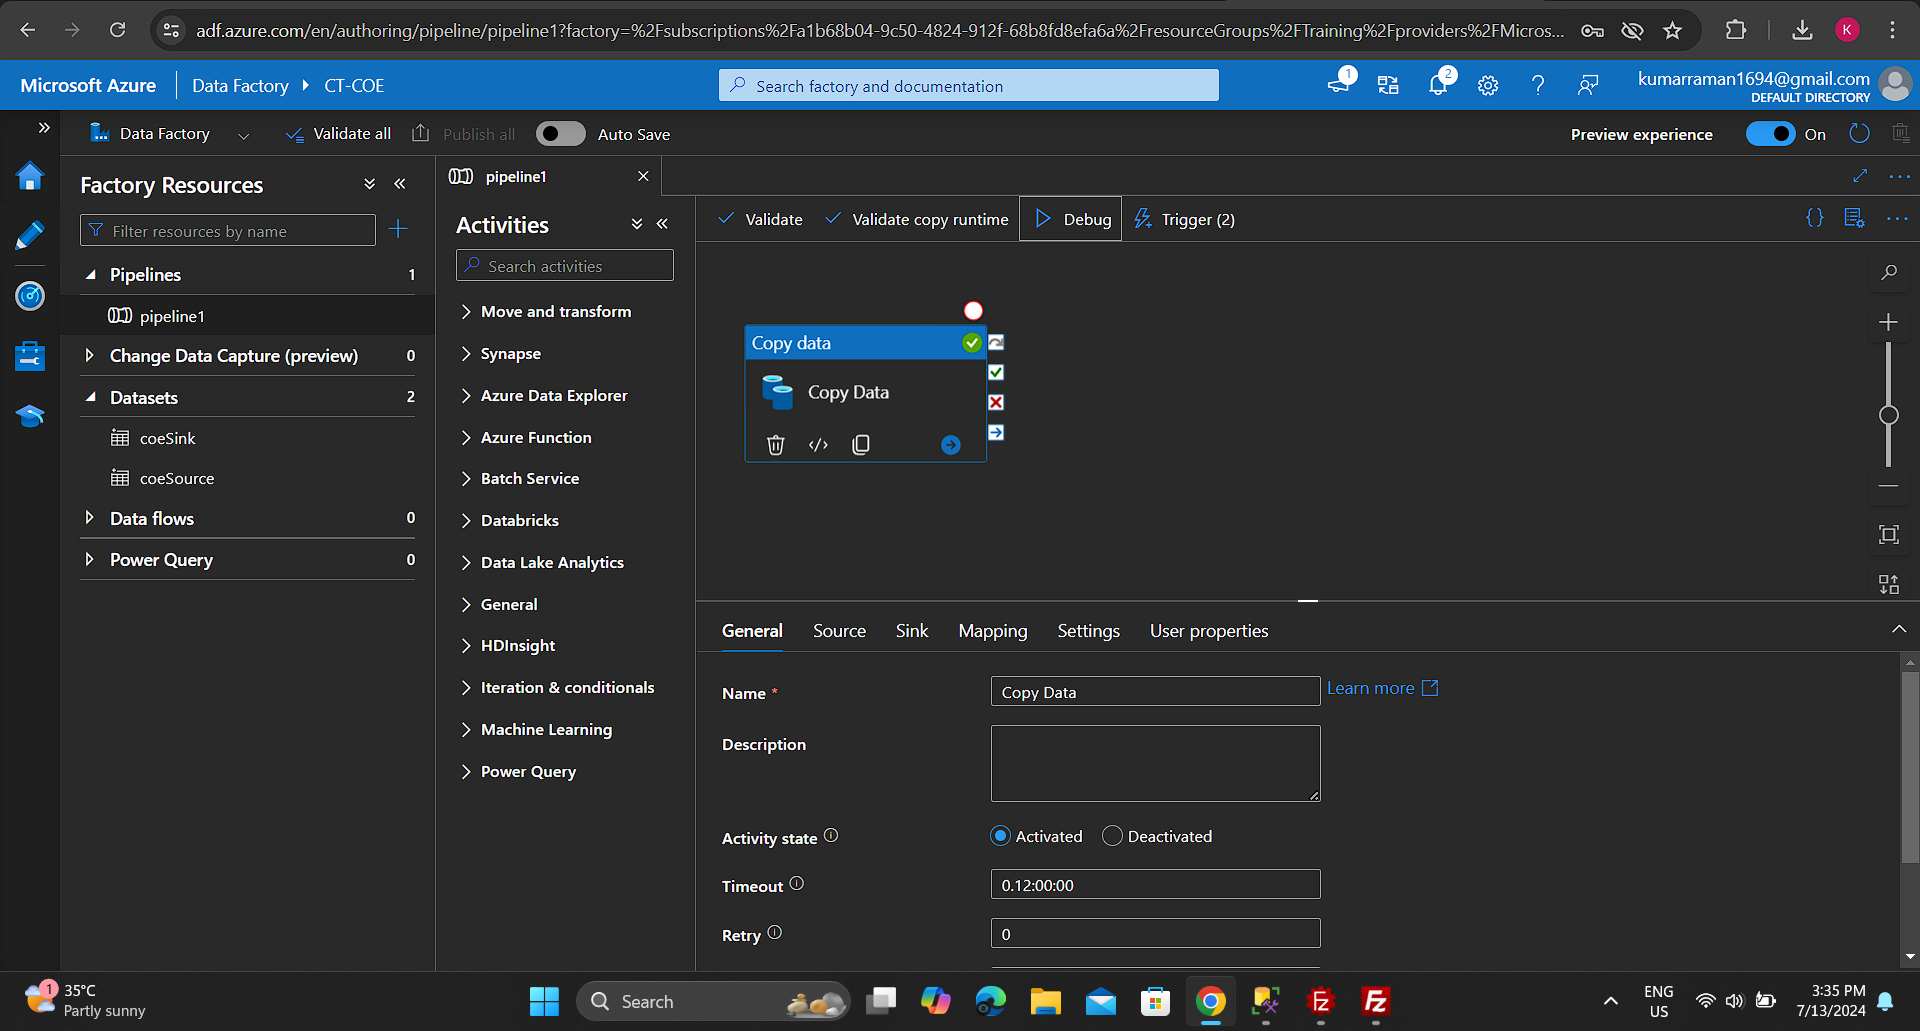 adf.azure.com/en/authoring/pipeline/pipeline1?factory=%2Fsubscriptions%2Fa1b68b04-9c50-4824-912f-68b8fd8efa6a%2FresourceGroups%2FTraining%2Fproviders%2FMicros...
K
Microsoft Azure
Data Factory
CT-COE
Search factory and documentation
1
2
kumarraman1694@gmail.com
DEFAULT DIRECTORY
Data Factory
Validate all
Publish all
Auto Save
Preview experience
On
Factory Resources
Filter resources by name
Pipelines 1
pipeline1
Change Data Capture (preview) 0
Datasets 2
coeSink
coeSource
Data flows 0
Power Query 0
pipeline1
Activities
Search activities
Move and transform
Synapse
Azure Data Explorer
Azure Function
Batch Service
Databricks
Data Lake Analytics
General
HDInsight
Iteration & conditionals
Machine Learning
Power Query
Validate
Validate copy runtime
Debug
Trigger (2)
Copy data
Copy Data
General
Source
Sink
Mapping
Settings
User properties
Name *
Copy Data
Learn more
Description
Activity state
Activated
Deactivated
Timeout
0.12:00:00
Retry
0
1
35°C
Partly sunny
Search
ENG
US
3:35 PM
7/13/2024